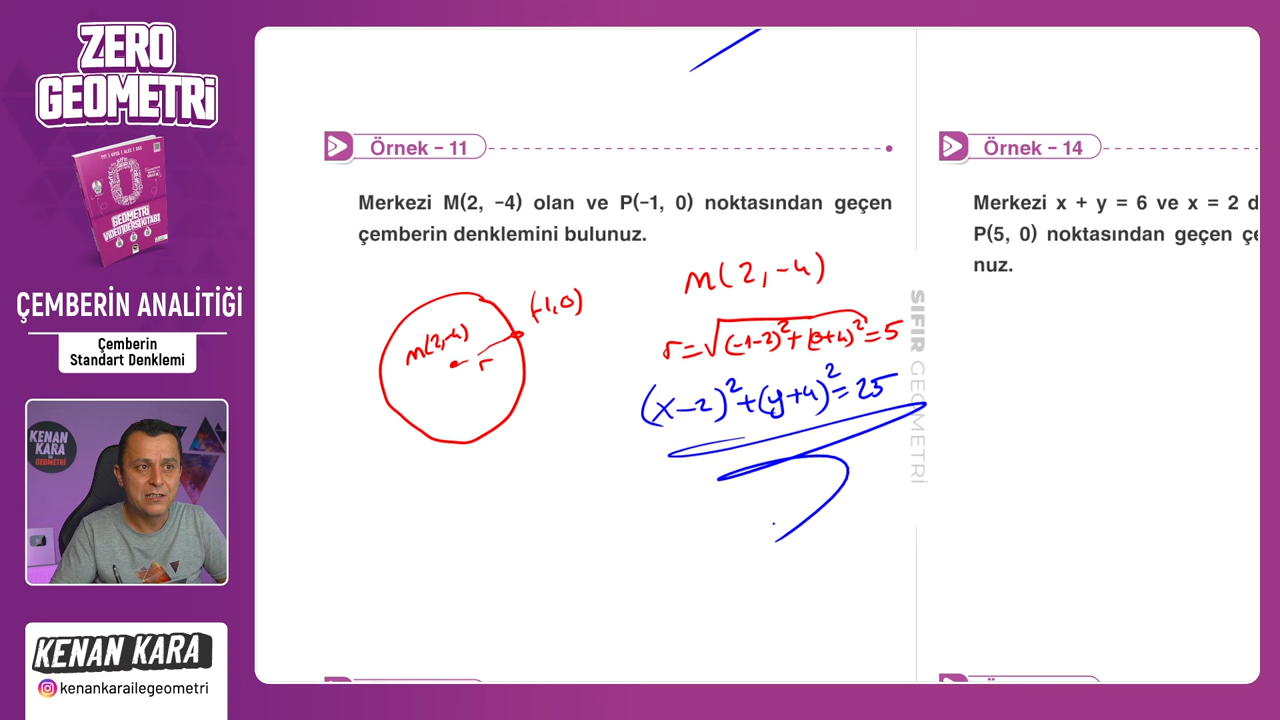 ZERO
GEOMETRİ
GEOMETRİ
VİDEO DERS KİTABI
ÇEMBERİN ANALİTİĞİ
Çemberin
Standart Denklemi
KENAN
KARA
GEOMETRİ
KENAN KARA
kenankarailegeometri
Örnek – 11
Merkezi M(2, –4) olan ve P(–1, 0) noktasından geçen
çemberin denklemini bulunuz.
M(2,-4)
(-1,0)
M(2,-4)
r
r=√(-1-2)²+(0+4)²=5
(x-2)²+(y+4)²=25
SIFIR GEOMETRİ
Örnek – 14
Merkezi x + y = 6 ve x = 2 d
P(5, 0) noktasından geçen çe
nuz.